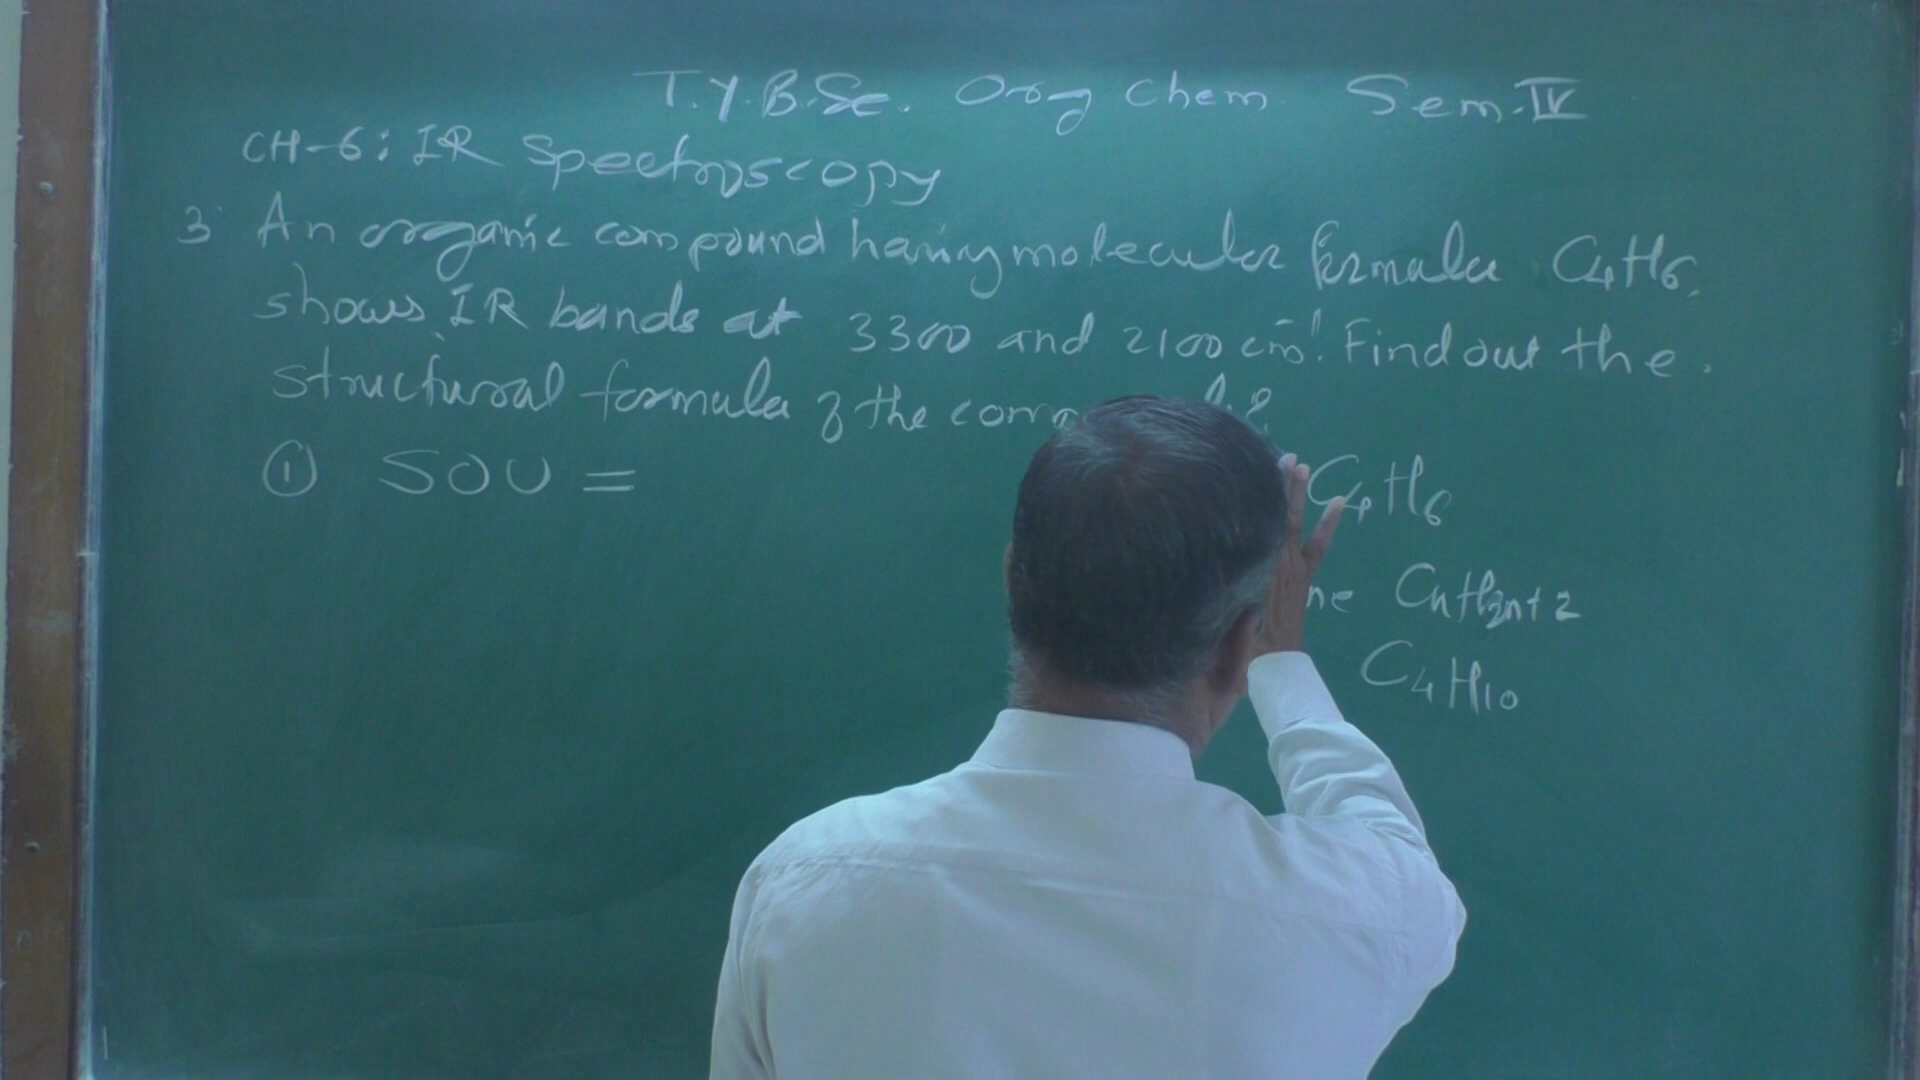 T.Y.B.Sc. Org Chem. Sem. IV
CH-6: IR Spectroscopy
3 An organic compound having molecular formula C4H6,
shows IR bands at 3300 and 2100 cm-1. Find out the.
structural formula of the
① SOU =
C4H6
CnH2n+2
C4H10